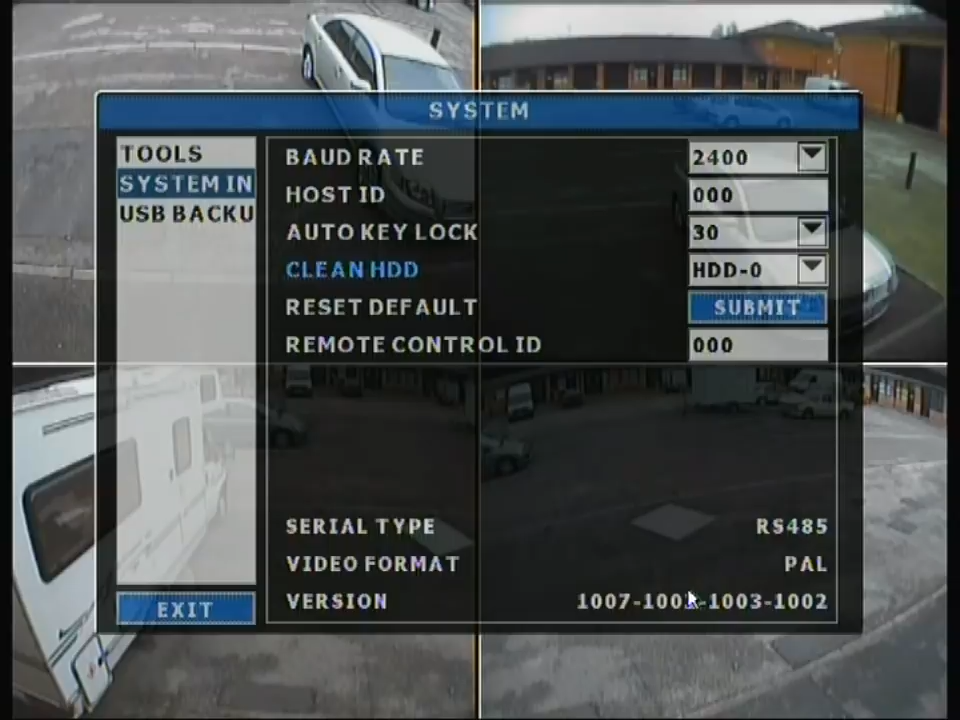 SYSTEM
TOOLS
SYSTEM IN
USB BACKU
BAUD RATE 2400
HOST ID 000
AUTO KEY LOCK 30
CLEAN HDD HDD-0
RESET DEFAULT SUBMIT
REMOTE CONTROL ID 000
SERIAL TYPE RS485
VIDEO FORMAT PAL
VERSION -1003-1002
EXIT